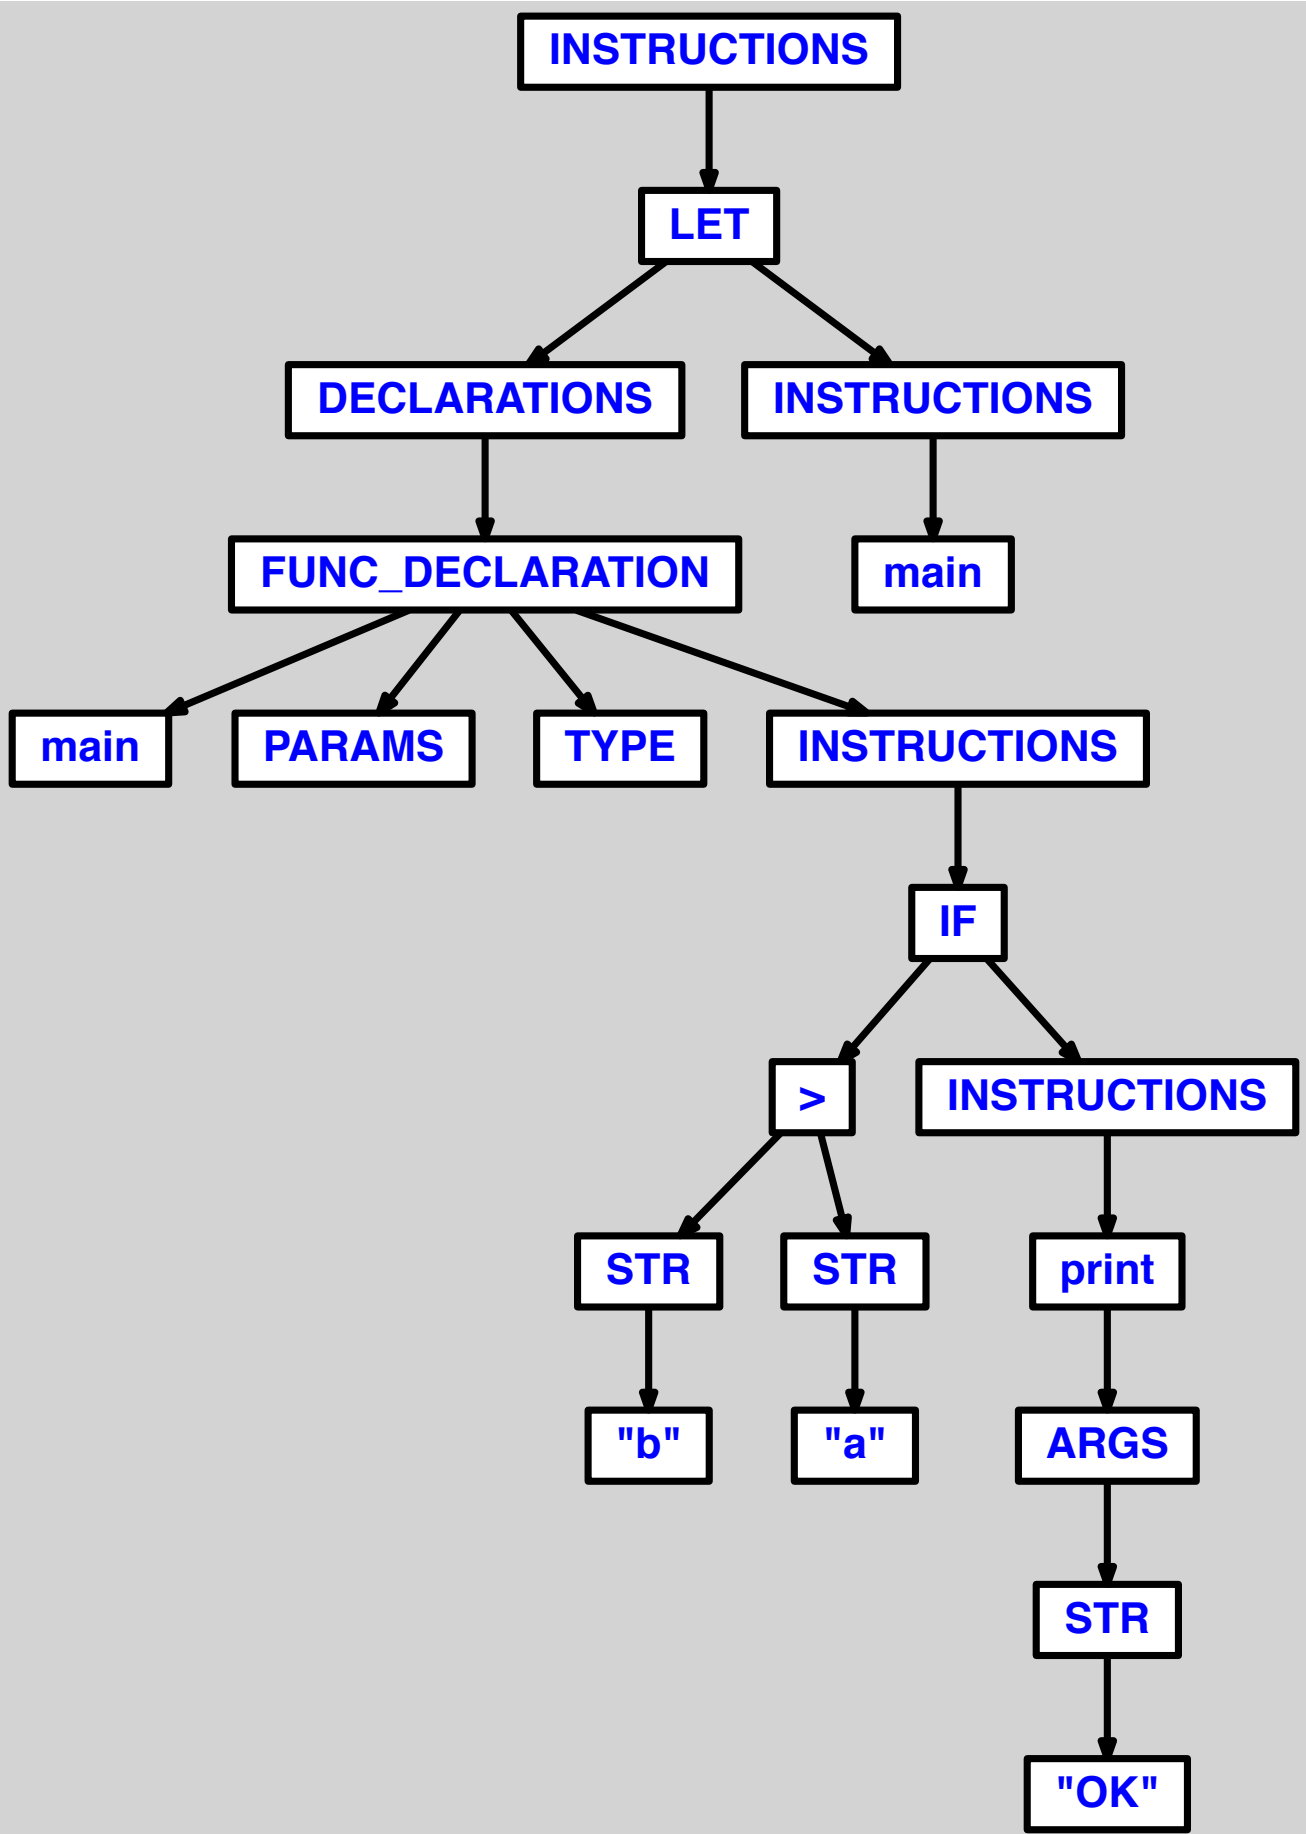 INSTRUCTIONS
LET
DECLARATIONS
INSTRUCTIONS
FUNC_DECLARATION
main
main
PARAMS
TYPE
INSTRUCTIONS
IF
>
INSTRUCTIONS
STR
STR
print
"b"
"a"
ARGS
STR
"OK"